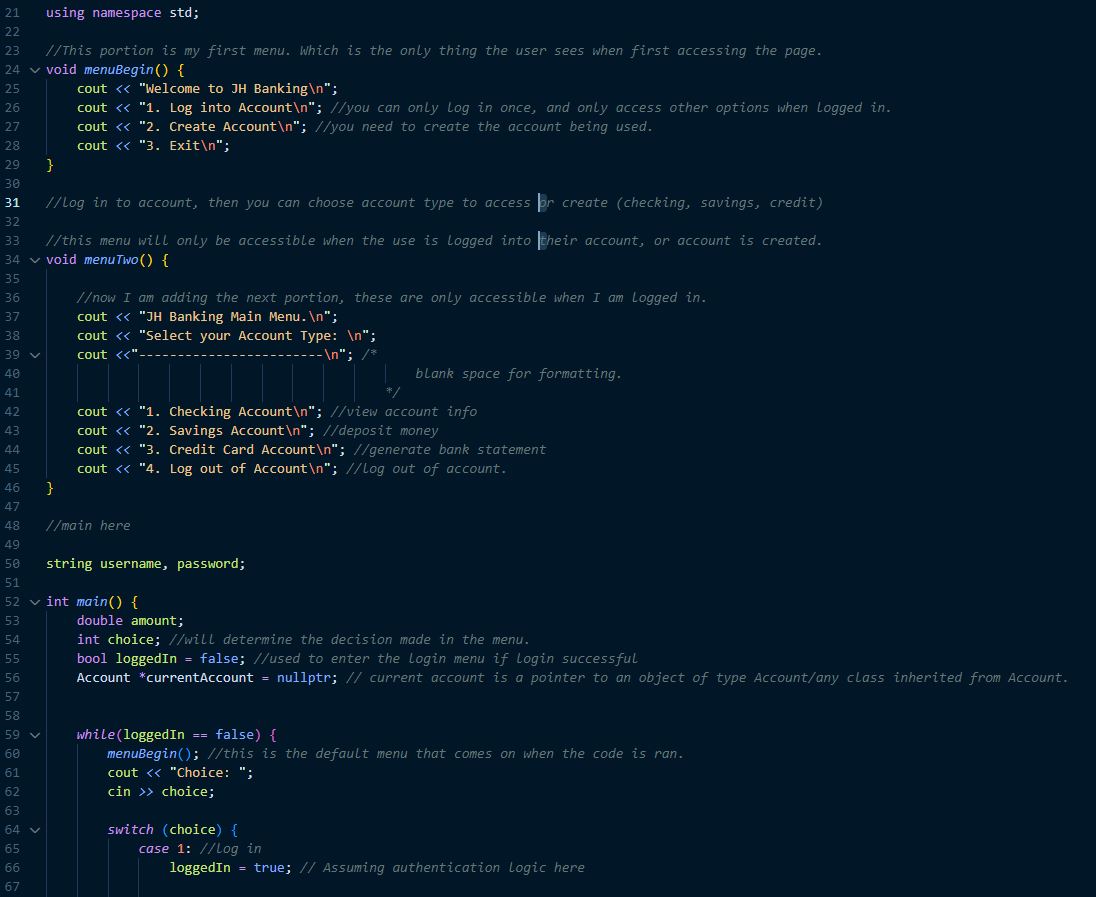 21 using namespace std;
22
23 //This portion is my first menu. Which is the only thing the user sees when first accessing the page.
24 void menuBegin() {
25 cout << "Welcome to JH Banking\n";
26 cout << "1. Log into Account\n"; //you can only log in once, and only access other options when logged in.
27 cout << "2. Create Account\n"; //you need to create the account being used.
28 cout << "3. Exit\n";
29 }
30
31 //log in to account, then you can choose account type to access or create (checking, savings, credit)
32
33 //this menu will only be accessible when the use is logged into their account, or account is created.
34 void menuTwo() {
35
36 //now I am adding the next portion, these are only accessible when I am logged in.
37 cout << "JH Banking Main Menu.\n";
38 cout << "Select your Account Type: \n";
39 cout <<"------------------------\n"; /*
40 blank space for formatting.
41 */
42 cout << "1. Checking Account\n"; //view account info
43 cout << "2. Savings Account\n"; //deposit money
44 cout << "3. Credit Card Account\n"; //generate bank statement
45 cout << "4. Log out of Account\n"; //log out of account.
46 }
47
48 //main here
49
50 string username, password;
51
52 int main() {
53 double amount;
54 int choice; //will determine the decision made in the menu.
55 bool loggedIn = false; //used to enter the login menu if login successful
56 Account *currentAccount = nullptr; // current account is a pointer to an object of type Account/any class inherited from Account.
57
58
59 while(loggedIn == false) {
60 menuBegin(); //this is the default menu that comes on when the code is ran.
61 cout << "Choice: ";
62 cin >> choice;
63
64 switch (choice) {
65 case 1: //log in
66 loggedIn = true; // Assuming authentication logic here
67